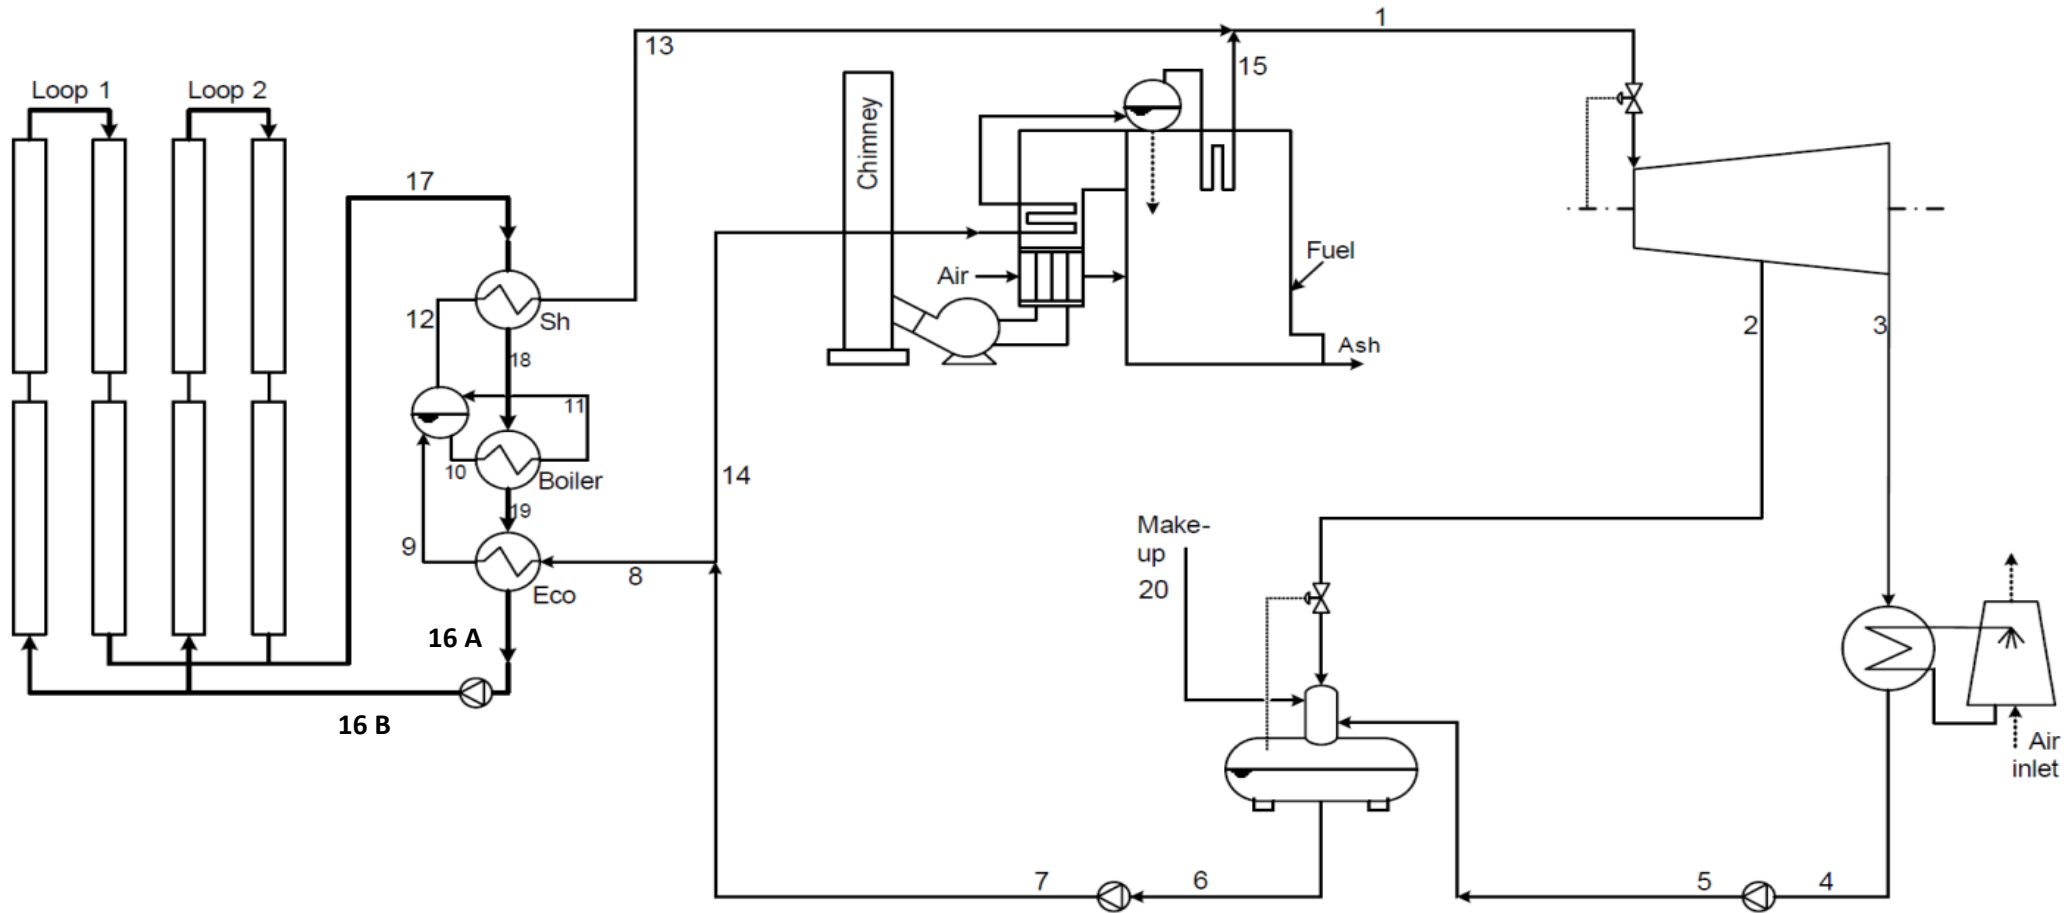 1
13
15
Loop 1
Loop 2
Chimney
17
Fuel
Air
Sh
12
2
3
18
Ash
11
10
Boiler
14
19
Make-
up
20
9
8
Eco
16 A
16 B
Air
inlet
7
6
5
4